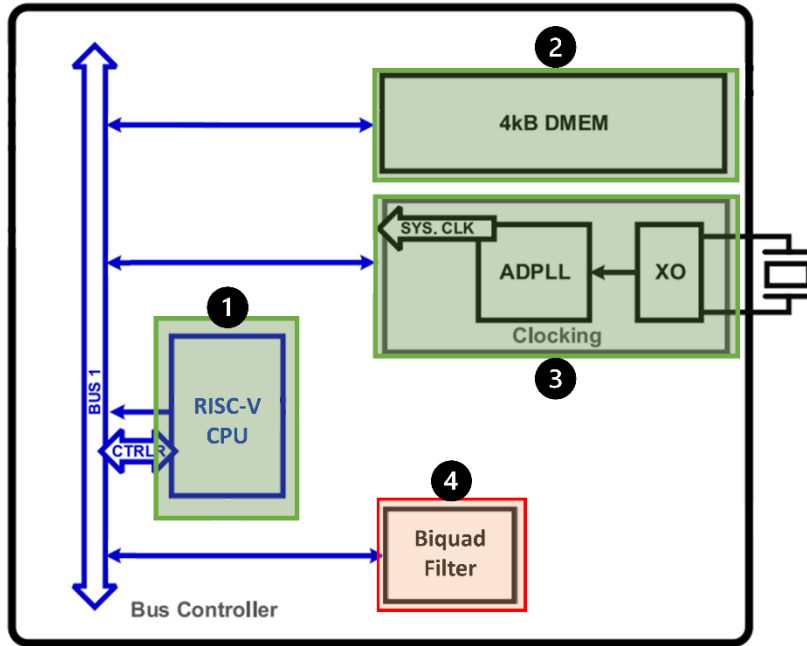 2
4kB DMEM
SYS. CLK
ADPLL
XO
Clocking
3
1
BUS 1
RISC-V
CPU
CTRLR
4
Biquad
Filter
Bus Controller